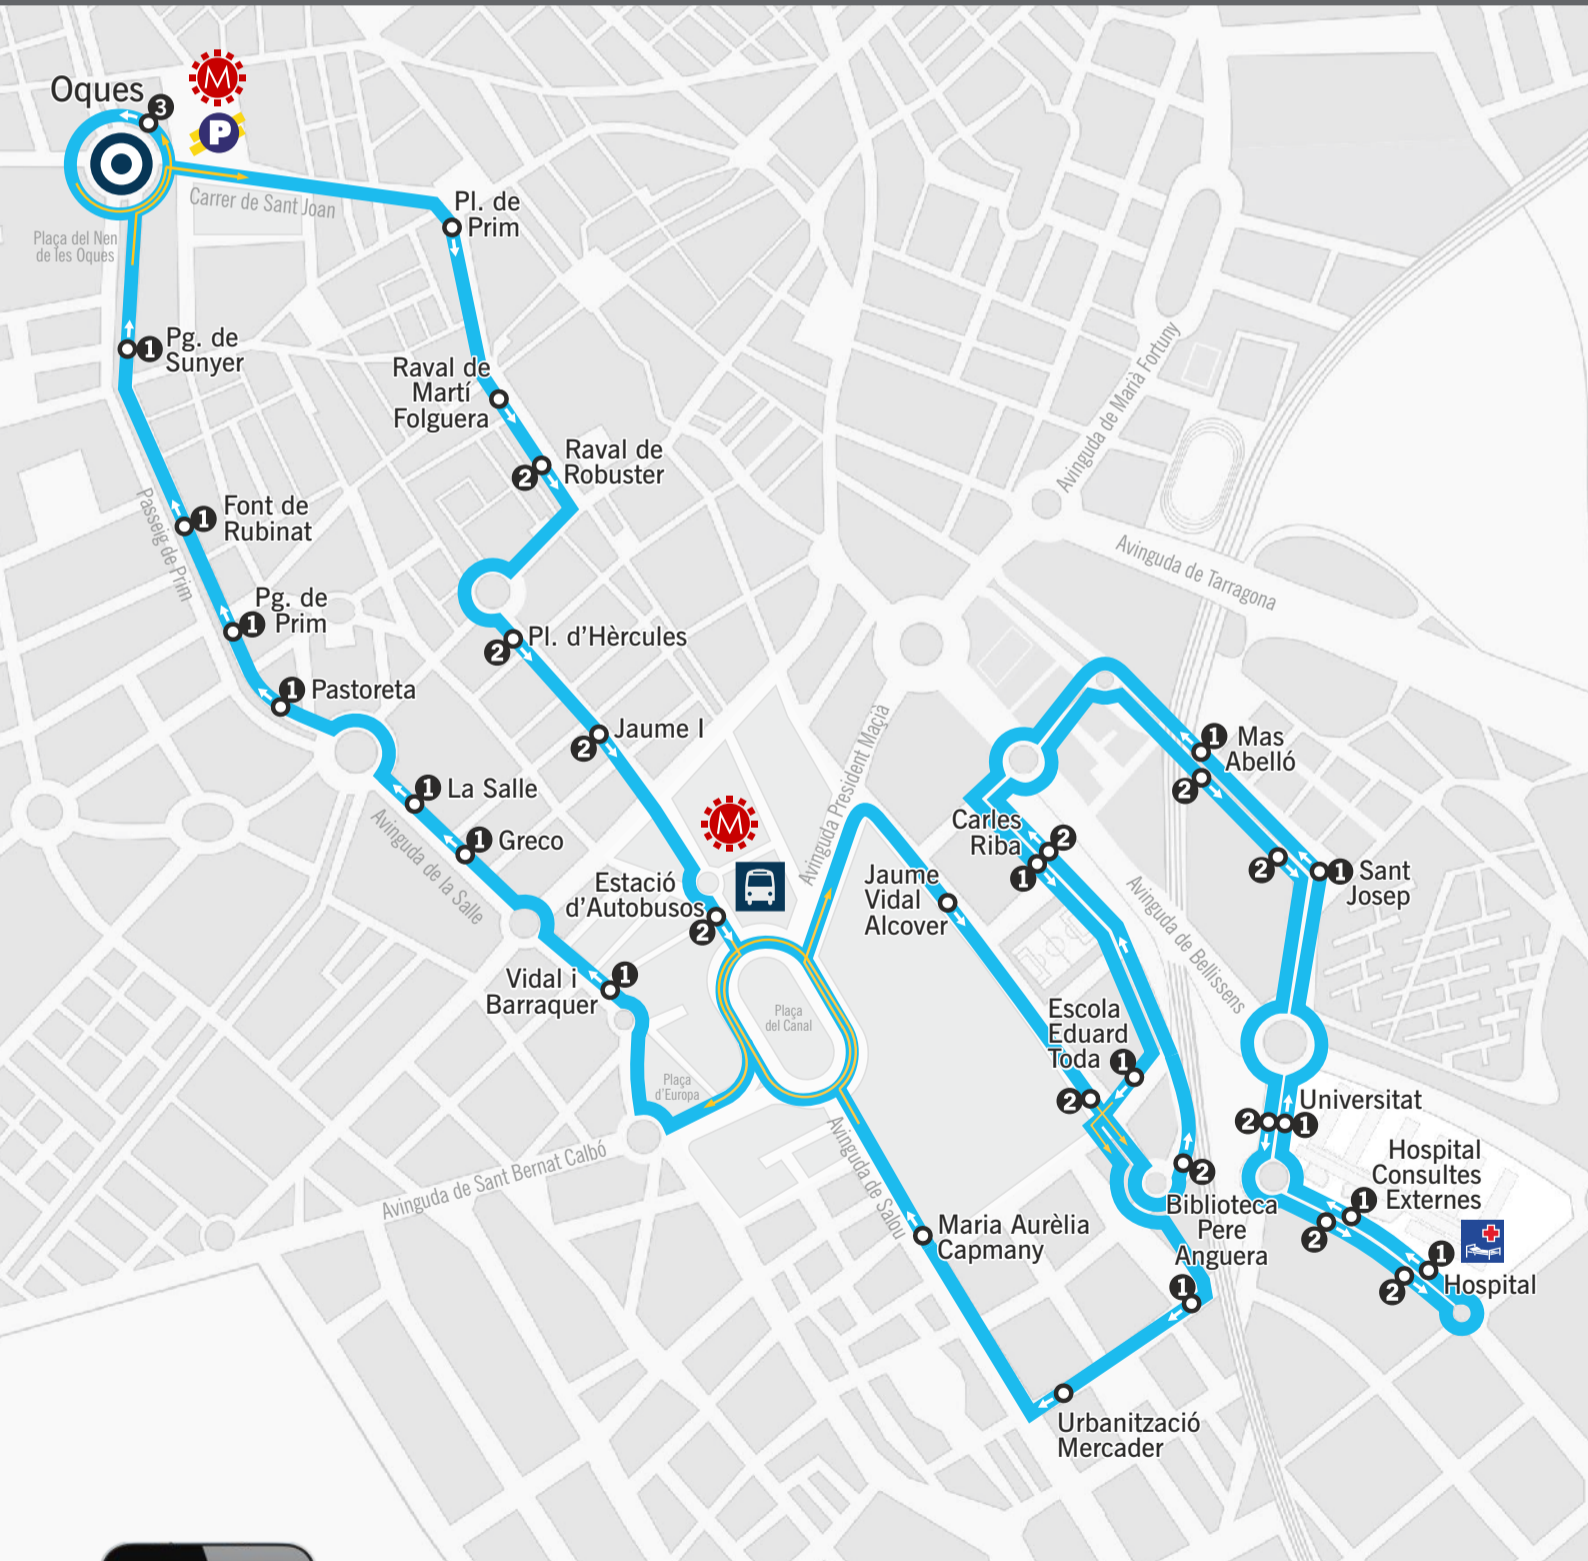 Oques
3
M
P
Carrer de Sant Joan
Plaça del Nen
de les Oques
Pl. de
Prim
1
Pg. de
Sunyer
Raval de
Martí
Folguera
Raval de
Robuster
2
Avinguda de Marià Fortuny
Passeig de Prim
1
Font de
Rubinat
Avinguda de Tarragona
Pg. de
1 Prim
2
Pl. d'Hèrcules
1 Pastoreta
Jaume I
2
Avinguda President Macià
1 Mas
Abelló
2
1 La Salle
M
1 Greco
Avinguda de la Salle
Carles
Riba
2
1
Jaume
Vidal
Alcover
2
1 Sant
Josep
Estació
d'Autobusos
2
Avinguda de Bellissens
Vidal i
Barraquer
1
Plaça
del Canal
Escola
Eduard
Toda
1
2
Plaça
d'Europa
Universitat
2
1
Avinguda de Sant Bernat Calbó
Avinguda de Salou
Hospital
Consultes
Externes
1
2
2
Biblioteca
Pere
Anguera
Maria Aurèlia
Capmany
1
Hospital
2
1
Urbanització
Mercader